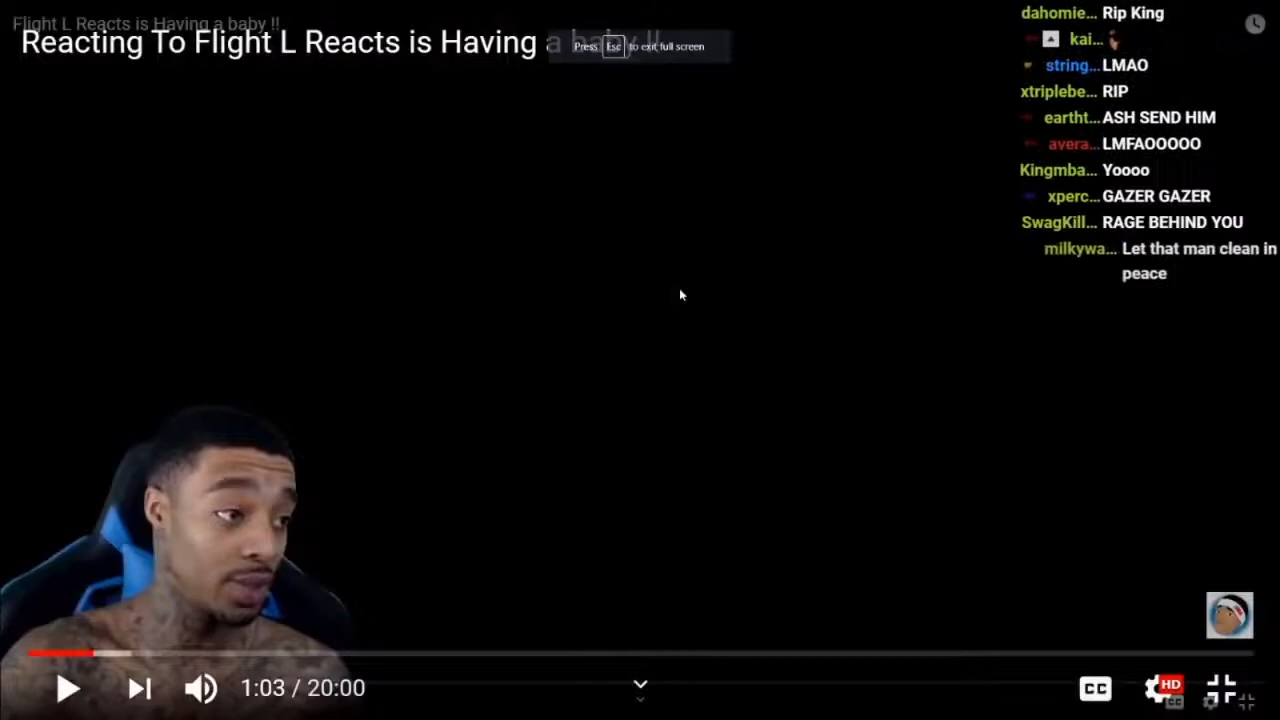 Flight L Reacts is Having a baby !!
Reacting To Flight L Reacts is Having a baby !!
Press Esc to exit full screen
dahomie... Rip King
kai...
string... LMAO
xtriplebe... RIP
eartht... ASH SEND HIM
avera... LMFAOOOOO
Kingmba... Yoooo
xperc... GAZER GAZER
SwagKill... RAGE BEHIND YOU
milkywa... Let that man clean in
peace
1:03 / 20:00
CC
HD
CC